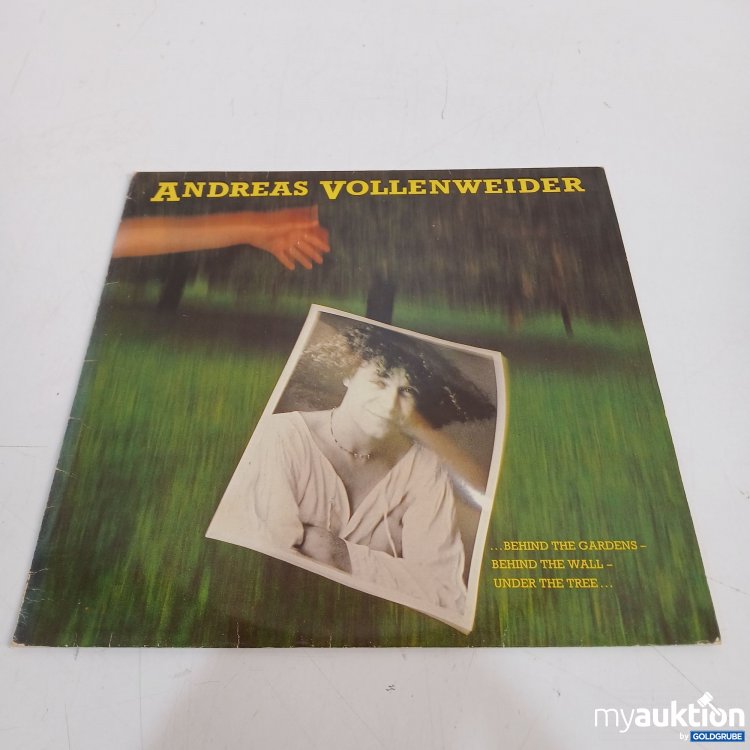 ANDREAS VOLLENWEIDER
...BEHIND THE GARDENS –
BEHIND THE WALL –
UNDER THE TREE...
myauktion
by GOLDGRUBE